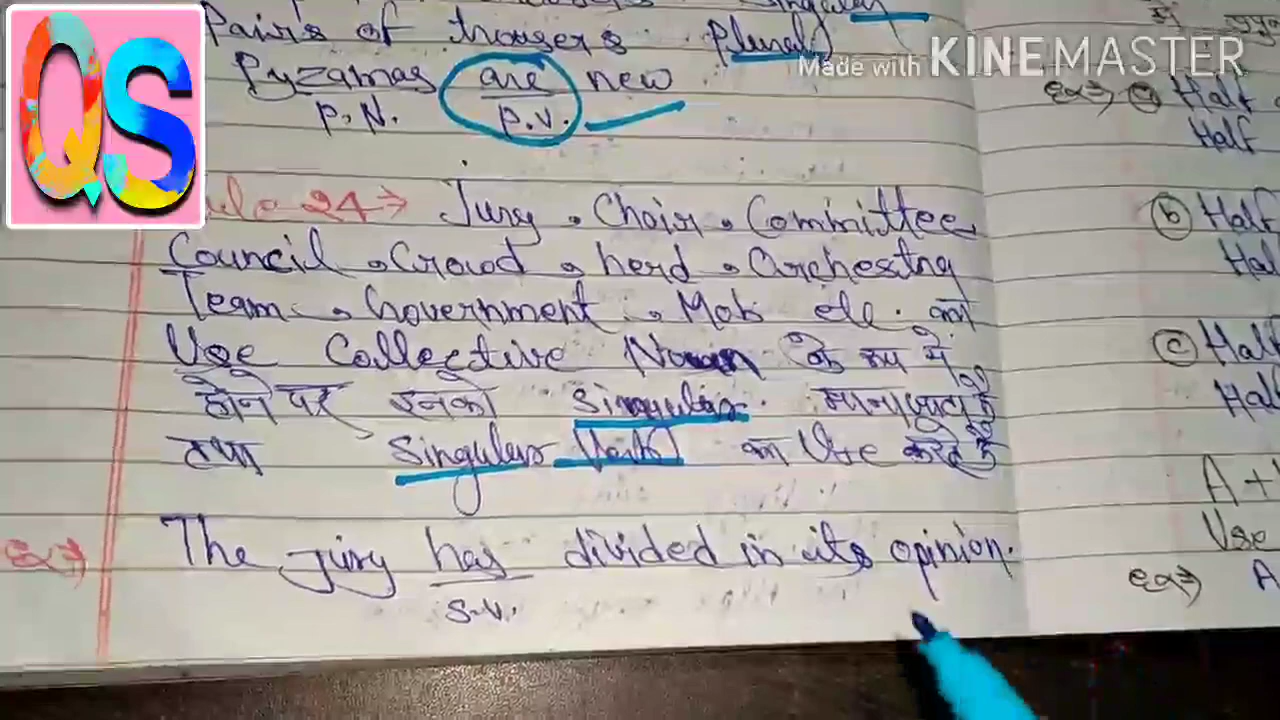 Pairs of trousers Plural
Made with KINEMASTER
Pyzamas are new
P.N. P.V.
QS
Rule 24→ Jury, Choir, Committee
Council, Crowd, herd, Orchestra
Team, Government, Mob etc. का
Use Collective Noun के रूप में
होने पर इनको Singular माना जाता है
तथा Singular Verb का Use करते हैं
Ex→ The Jury has divided in its opinion.
S.V.
Ex→ a Half
Half
b Half
Half
c Half
Half
A +
Use
Ex→ A